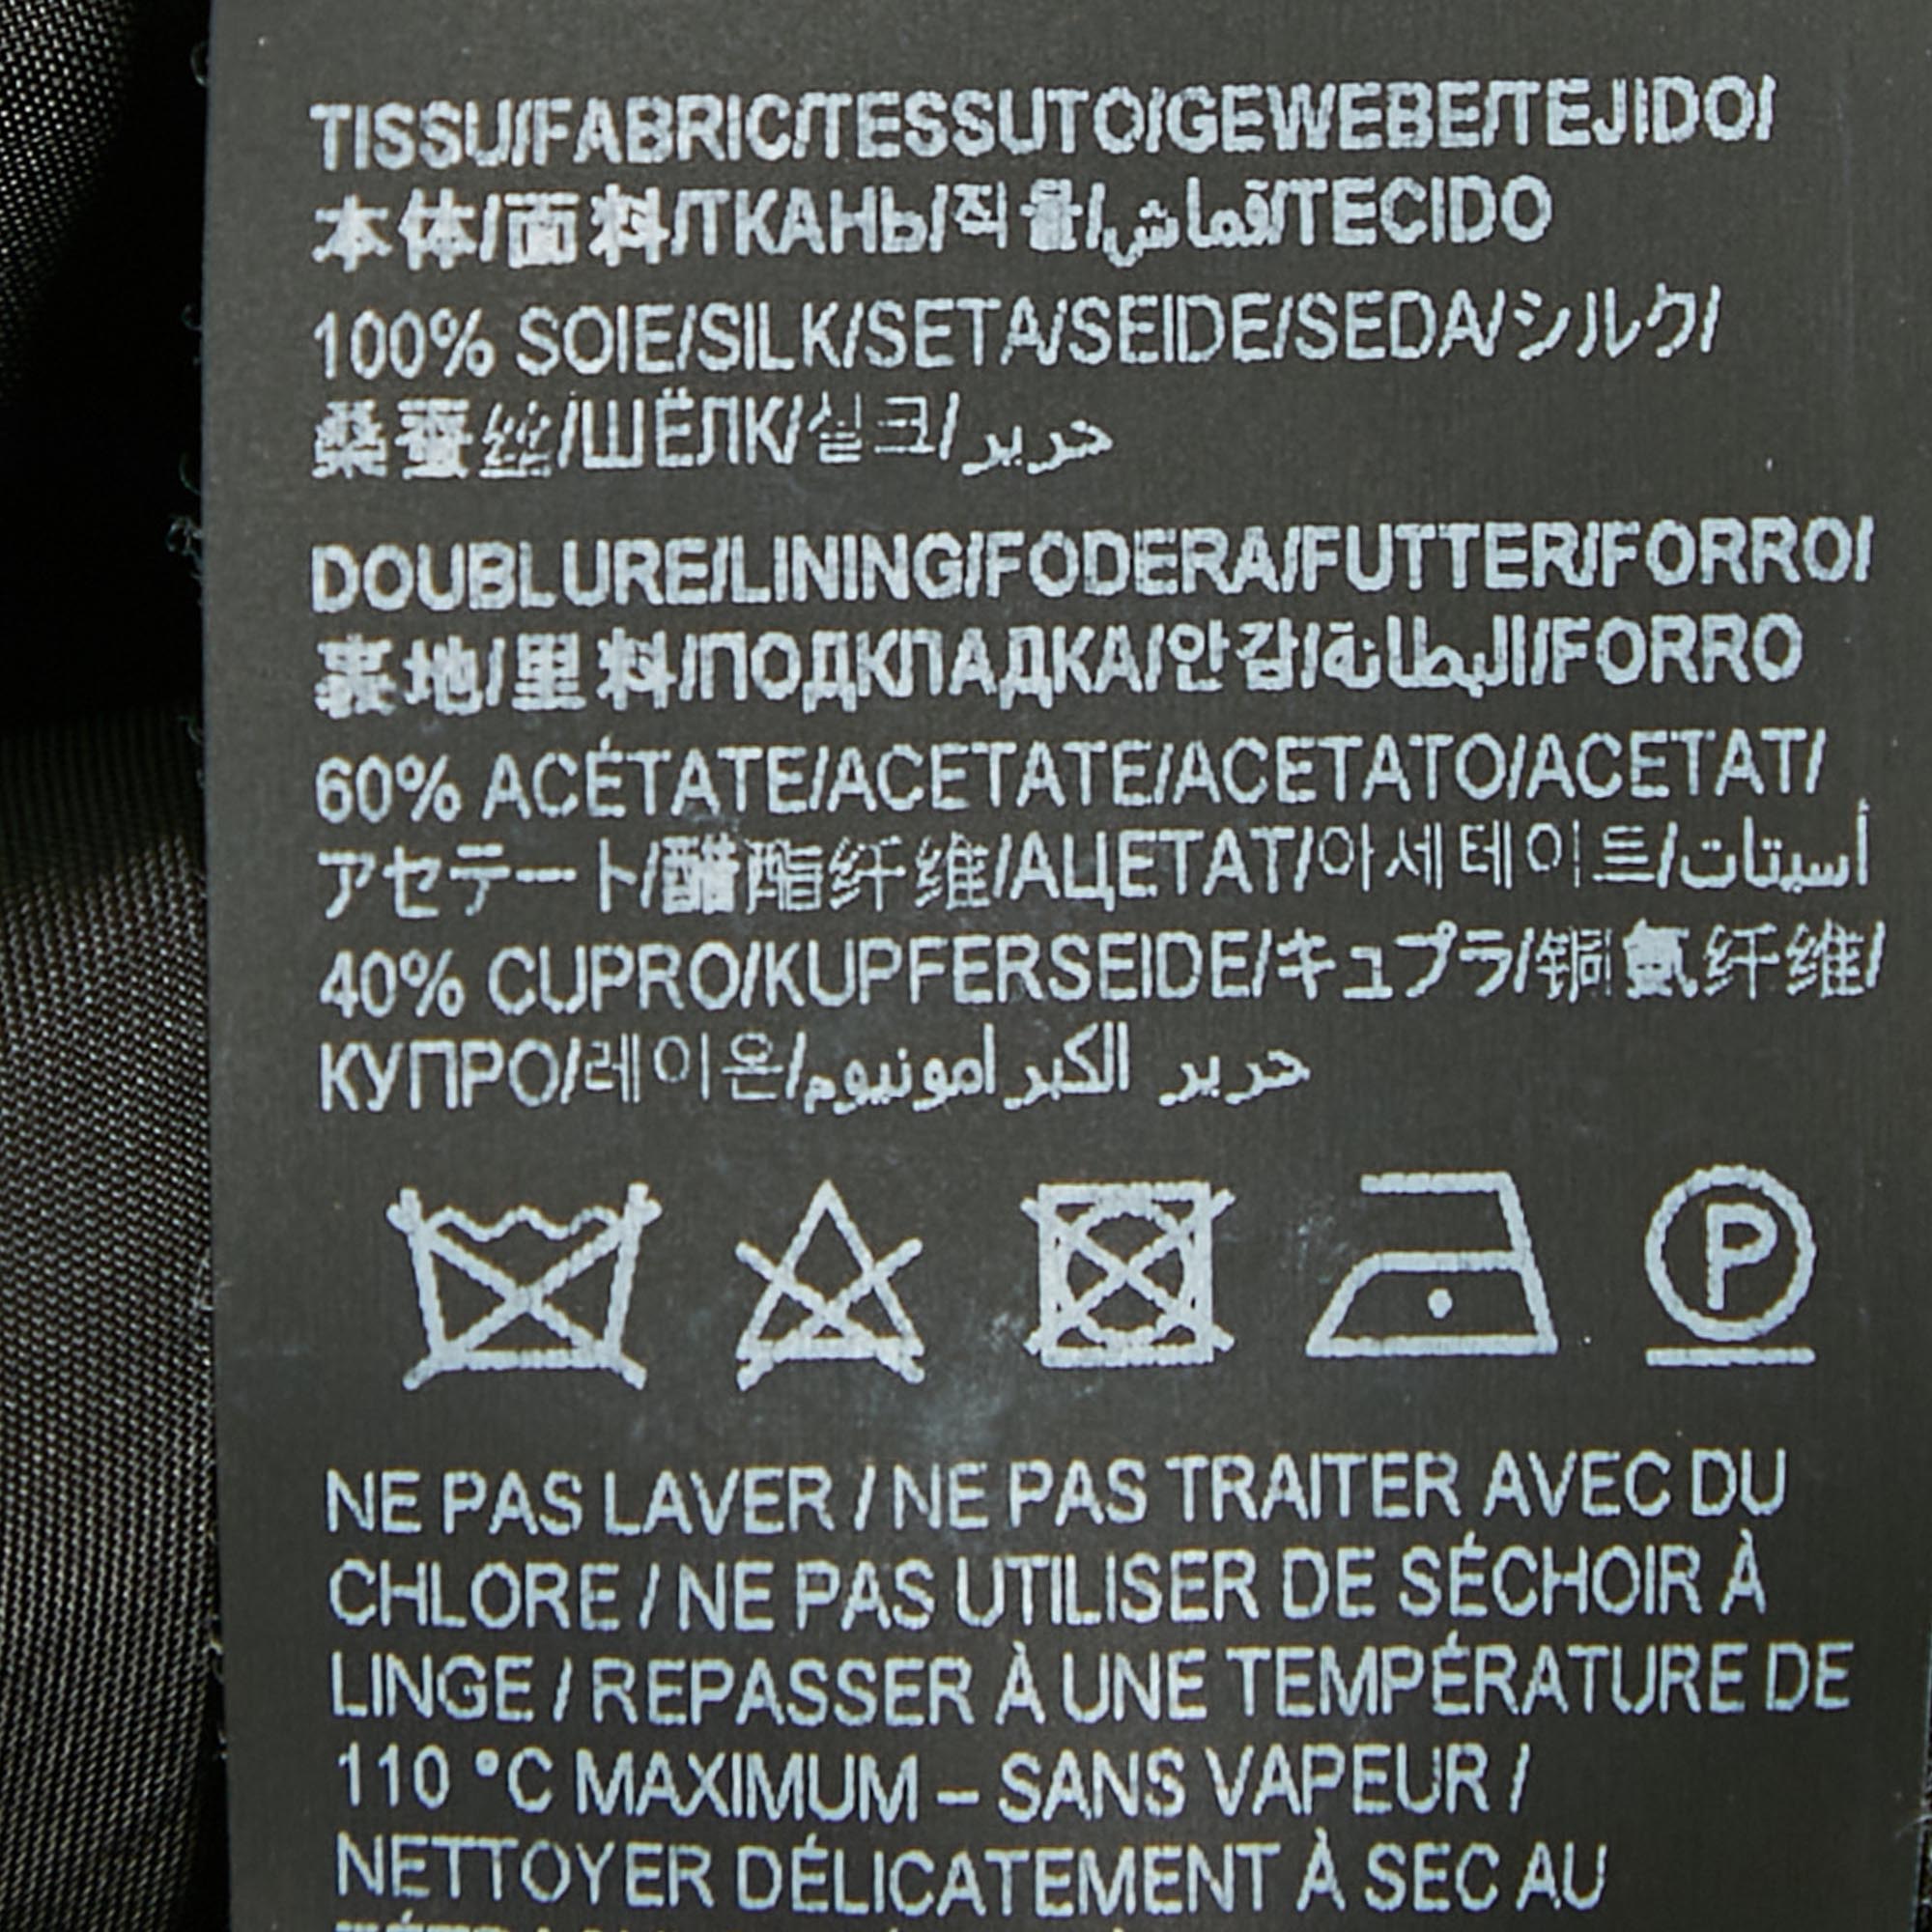 TISSU/FABRIC/TESSUTO/GEWEBE/TEJIDO/
本体/面料/ТКАНЬ/직물/قماش/TECIDO
100% SOIE/SILK/SETA/SEIDE/SEDA/シルク/
桑蚕丝/ШЁЛК/실크/حرير
DOUBLURE/LINING/FODERA/FUTTER/FORRO/
裏地/里料/ПОДКЛАДКА/안감/البطانة/FORRO
60% ACÉTATE/ACETATE/ACETATO/ACETAT/
アセテート/醋酯纤维/АЦЕТАТ/아세테이트/أسيتات
40% CUPRO/KUPFERSEIDE/キュプラ/铜氨纤维/
КУПРО/레이온/حرير الكبر امونيوم
P
NE PAS LAVER / NE PAS TRAITER AVEC DU
CHLORE / NE PAS UTILISER DE SÉCHOIR À
LINGE / REPASSER À UNE TEMPÉRATURE DE
110 °C MAXIMUM – SANS VAPEUR /
NETTOYER DÉLICATEMENT À SEC AU